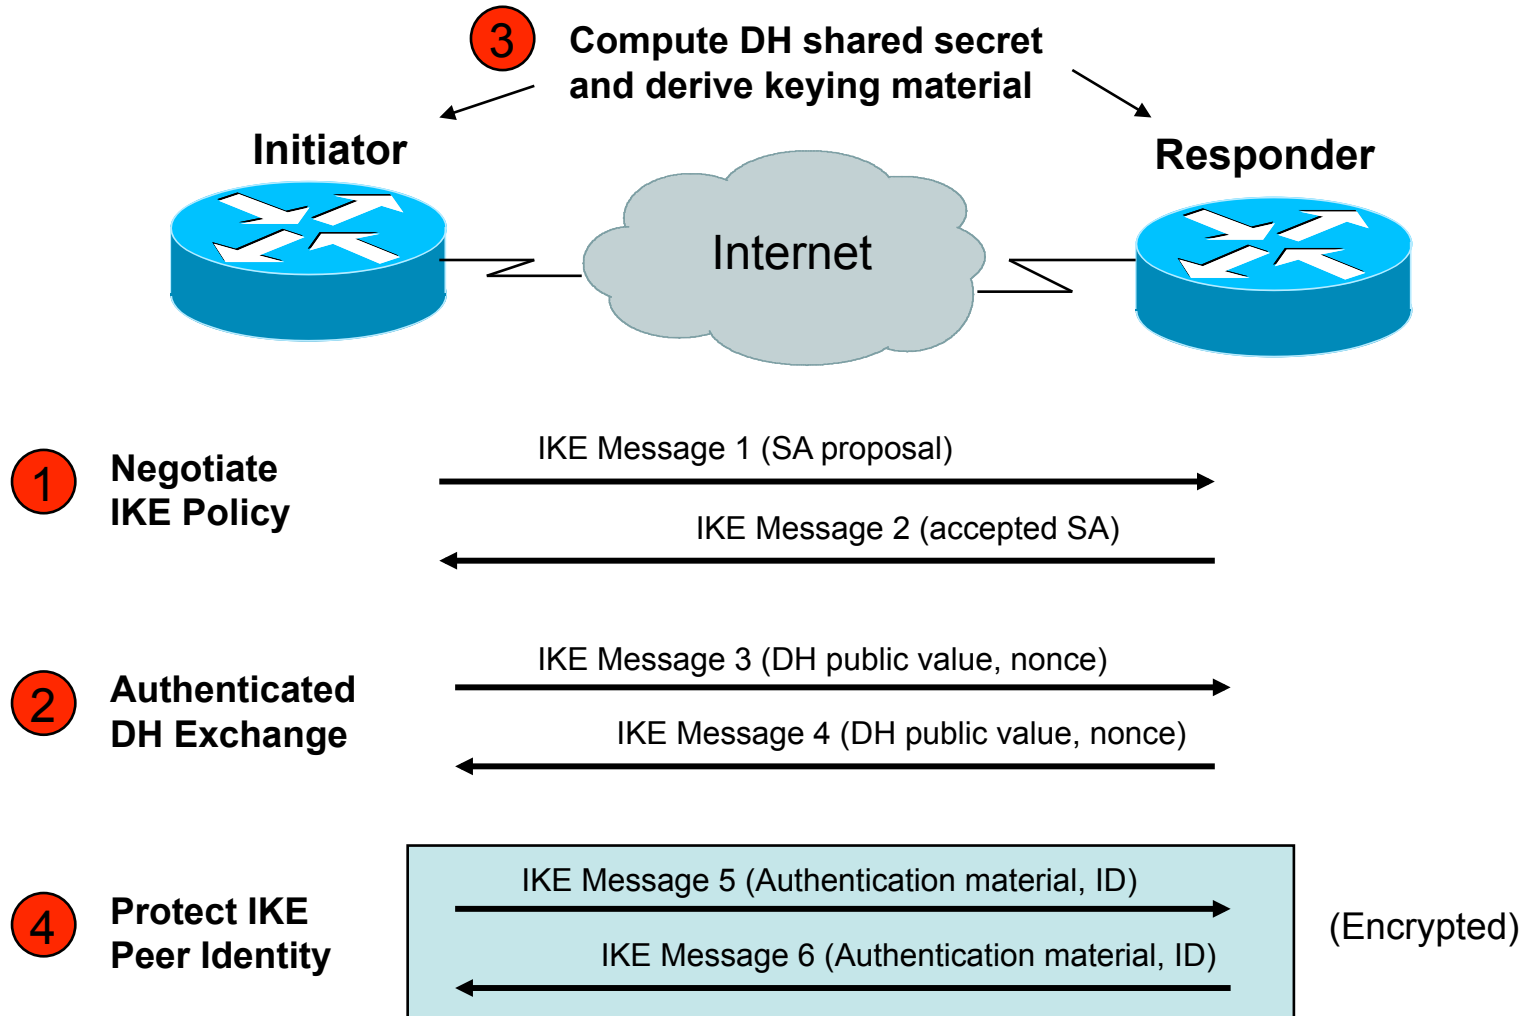 3
Compute DH shared secret
and derive keying material
Initiator
Responder
Internet
1
Negotiate
IKE Policy
IKE Message 1 (SA proposal)
IKE Message 2 (accepted SA)
2
Authenticated
DH Exchange
IKE Message 3 (DH public value, nonce)
IKE Message 4 (DH public value, nonce)
4
Protect IKE
Peer Identity
IKE Message 5 (Authentication material, ID)
IKE Message 6 (Authentication material, ID)
(Encrypted)